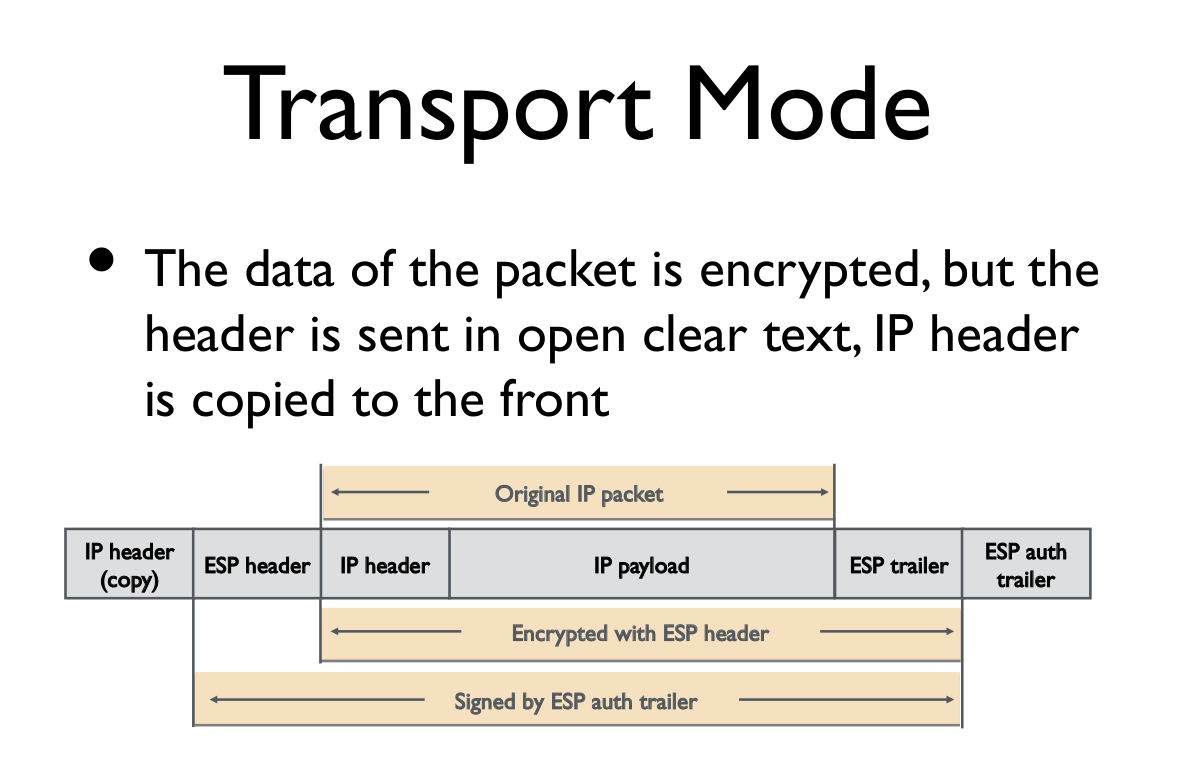 Transport Mode
• The data of the packet is encrypted, but the
header is sent in open clear text, IP header
is copied to the front
Original IP packet
IP header
(copy)
ESP header
IP header
IP payload
ESP trailer
ESP auth
trailer
Encrypted with ESP header
Signed by ESP auth trailer